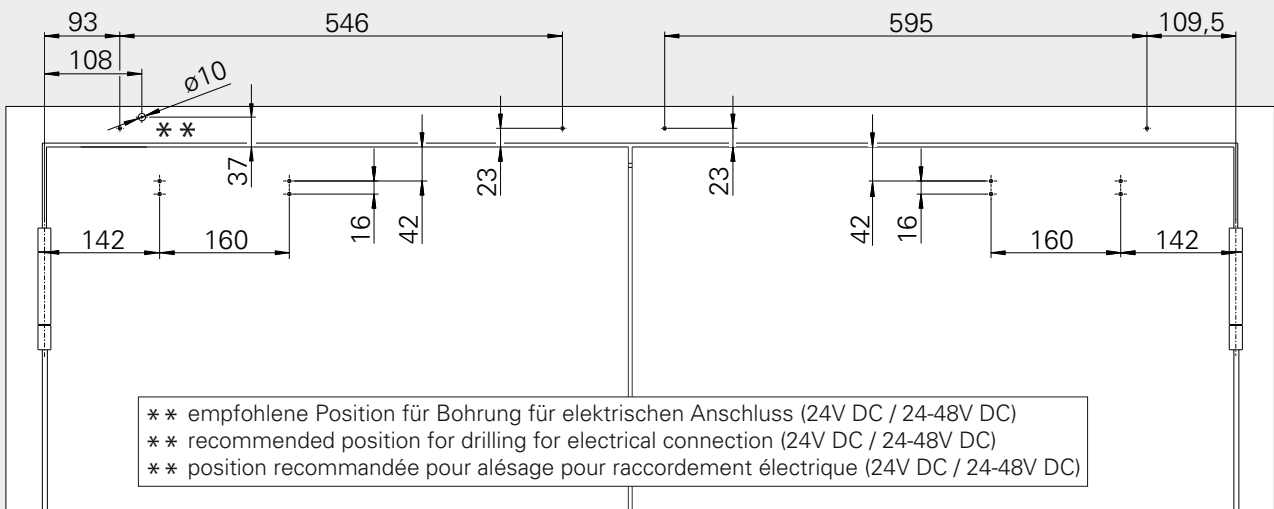 93 546 595 109,5
108
ø10
**
37 23 23
16 42 42 16
142 160 160 142
** empfohlene Position für Bohrung für elektrischen Anschluss (24V DC / 24-48V DC)
** recommended position for drilling for electrical connection (24V DC / 24-48V DC)
** position recommandée pour alésage pour raccordement électrique (24V DC / 24-48V DC)